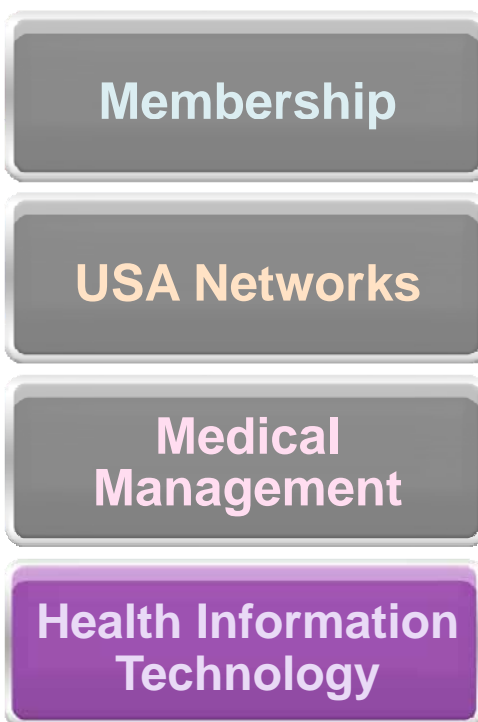 Membership
USA Networks
Medical
Management
Health Information
Technology